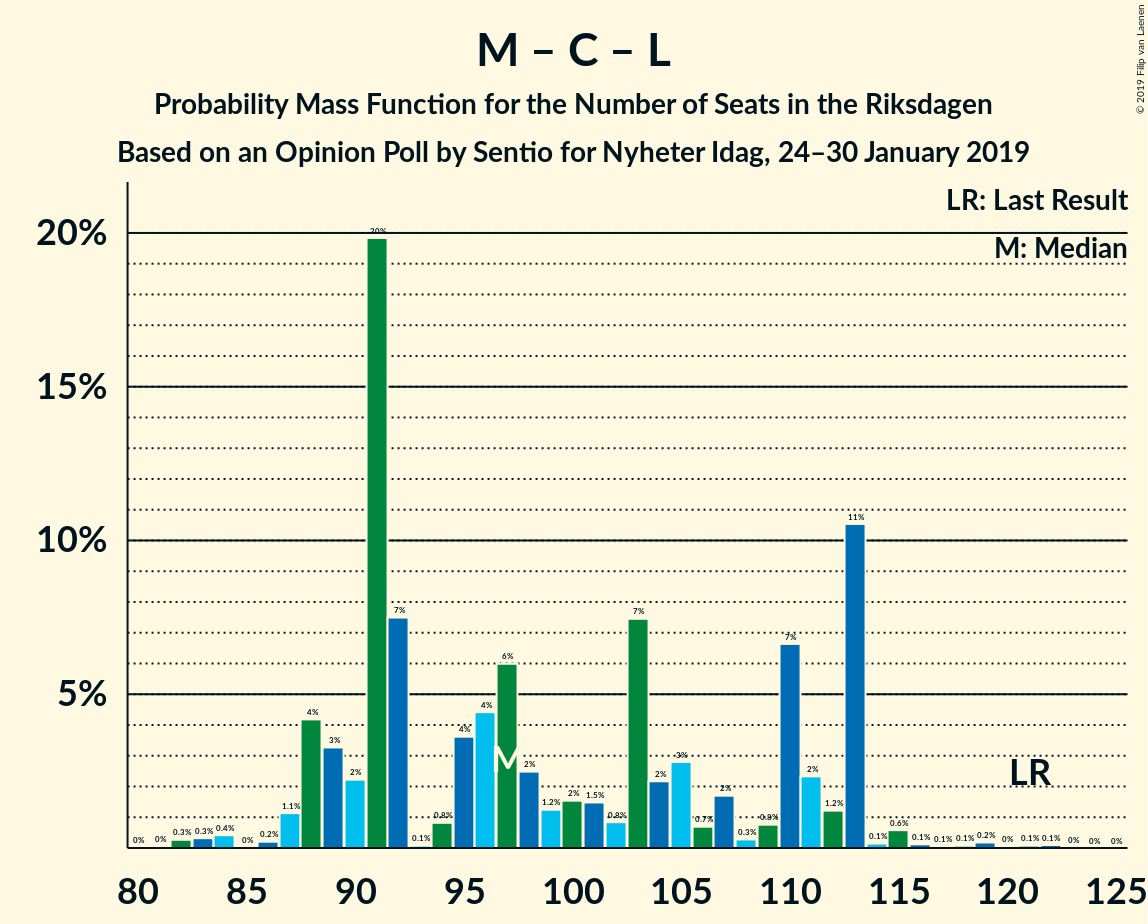 M – C – L
Probability Mass Function for the Number of Seats in the Riksdagen
Based on an Opinion Poll by Sentio for Nyheter Idag, 24–30 January 2019
© 2019 Filip van Laenen
LR: Last Result
M: Median
20%
15%
10%
5%
0% 0% 0.3% 0.3% 0.4% 0% 0.2% 1.1% 4% 3% 2% 20% 7% 0.1% 0.8% 4% 4% 6% 2% 1.2% 2% 1.5% 0.8% 7% 2% 3% 0.7% 2% 0.3% 0.8% 7% 2% 1.2% 11% 0.1% 0.6% 0.1% 0.1% 0.1% 0.2% 0% 0.1% 0.1% 0% 0% 0%
M
LR
80 85 90 95 100 105 110 115 120 125